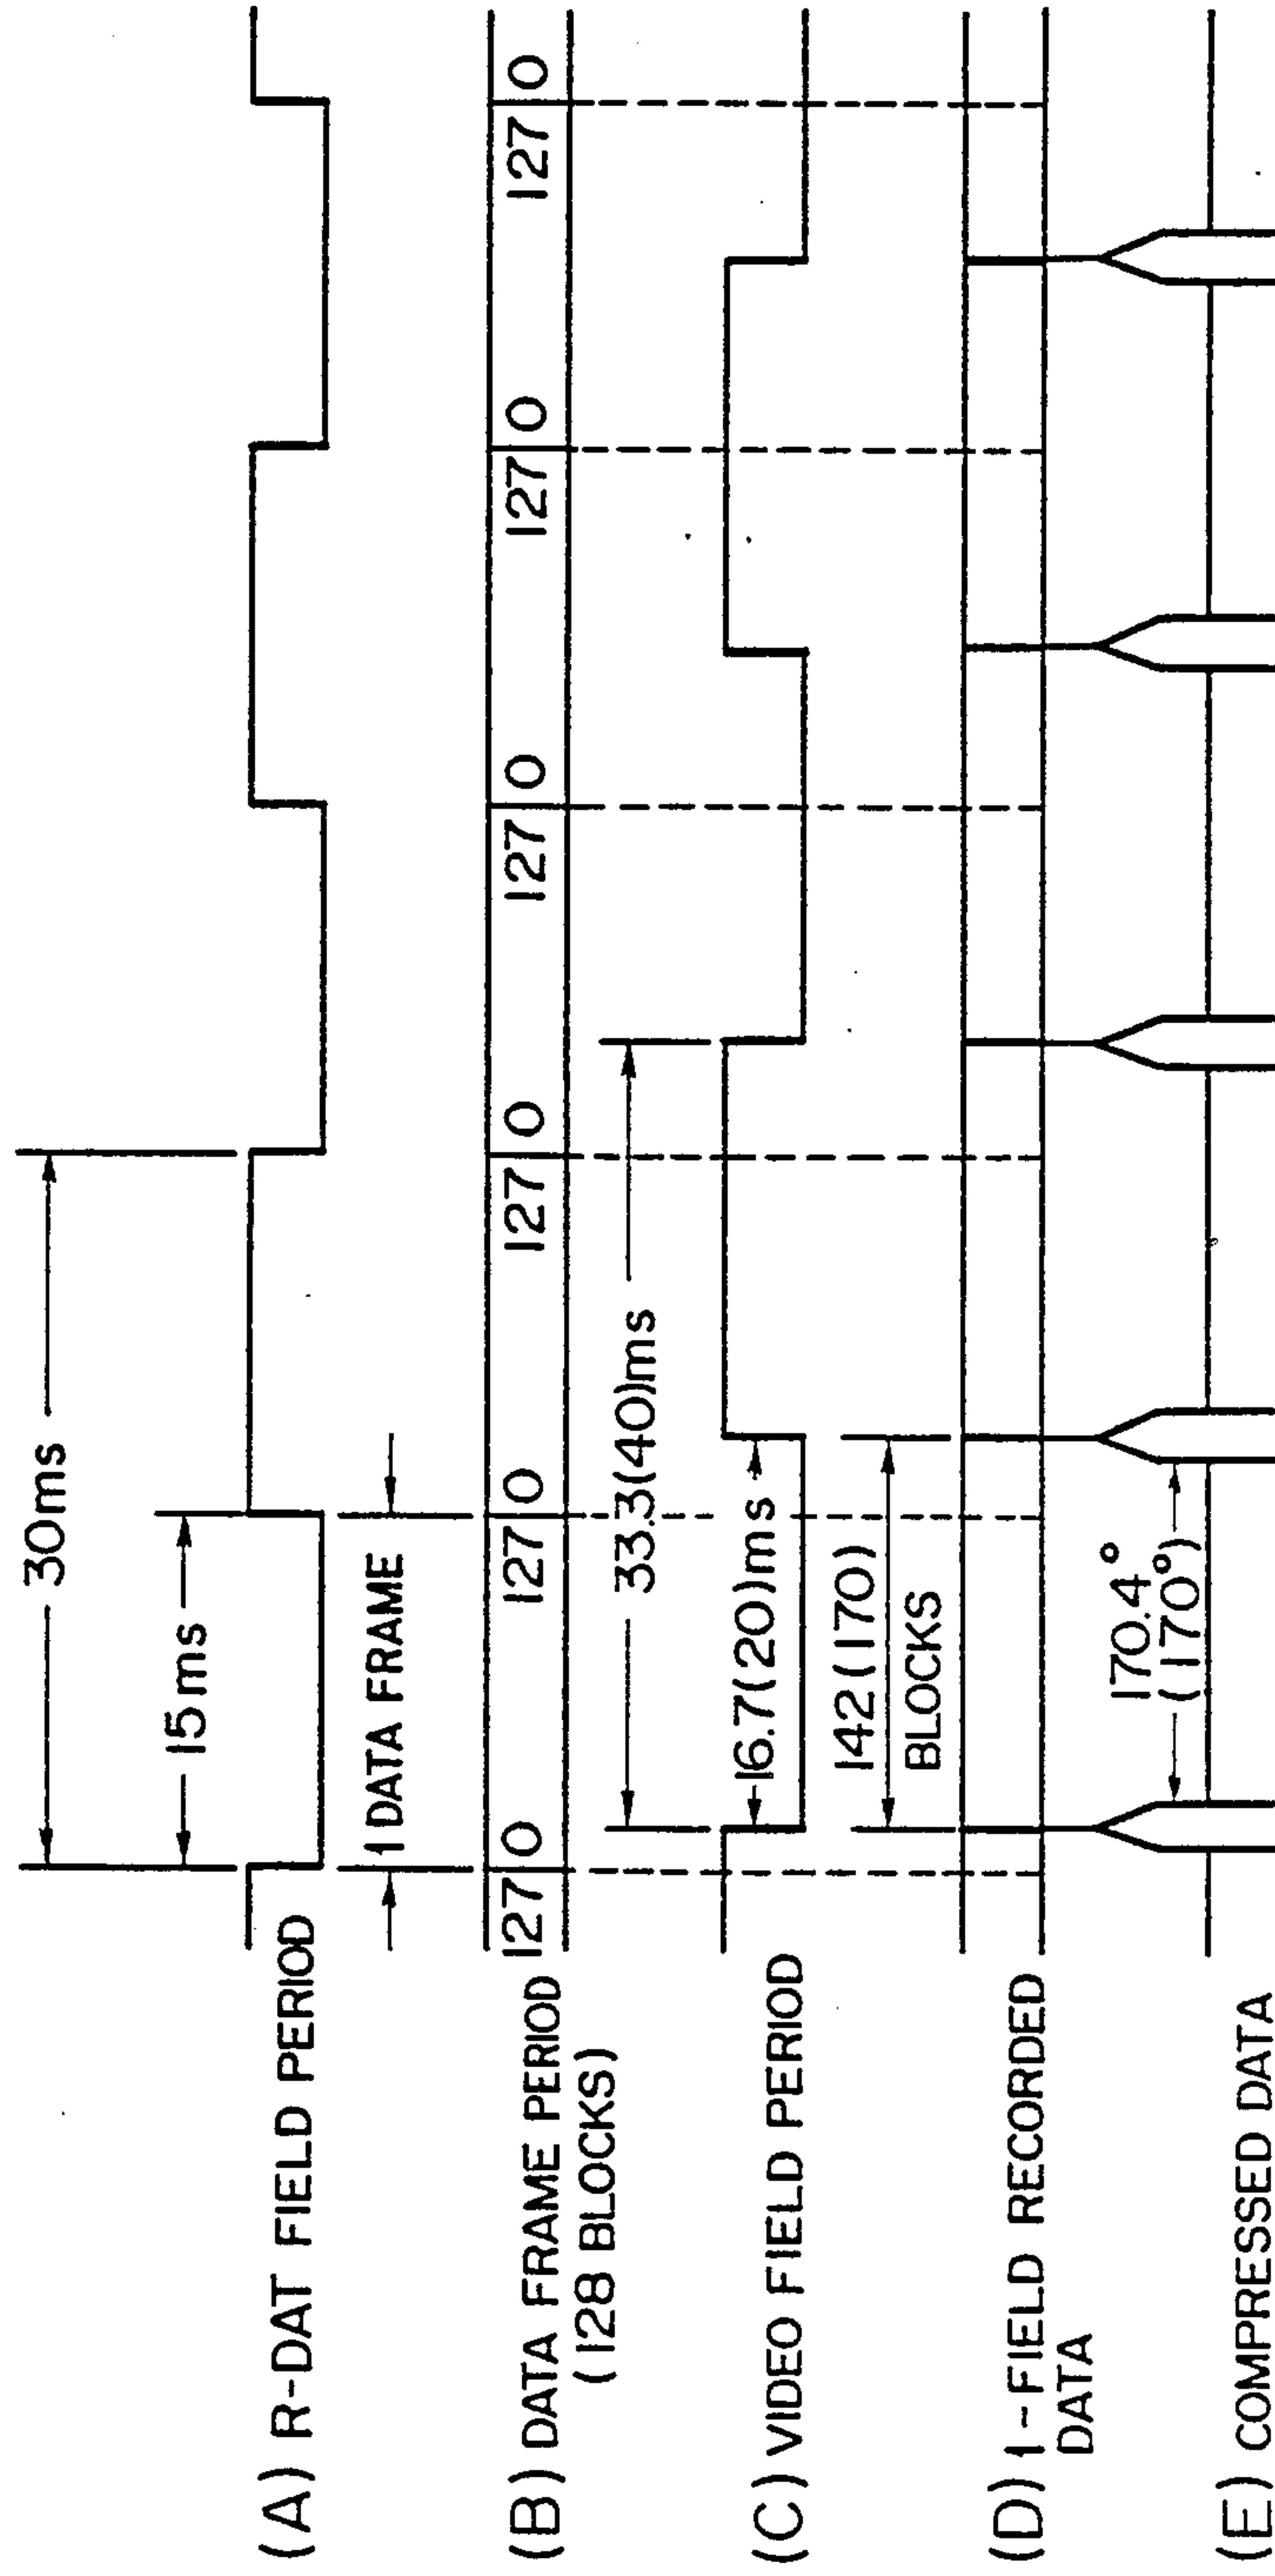 30ms
15ms
(A) R-DAT FIELD PERIOD
1 DATA FRAME
(B) DATA FRAME PERIOD
(128 BLOCKS)
127 0 127 0 127 0 127 0 127 0 127 0
33.3(40)ms
(C) VIDEO FIELD PERIOD
16.7(20)ms
142(170)
BLOCKS
(D) 1-FIELD RECORDED
DATA
170.4°
(170°)
(E) COMPRESSED DATA